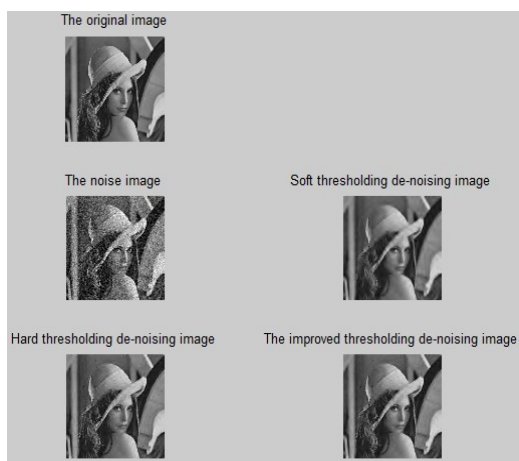 The original image
The noise image
Soft thresholding de-noising image
Hard thresholding de-noising image
The improved thresholding de-noising image